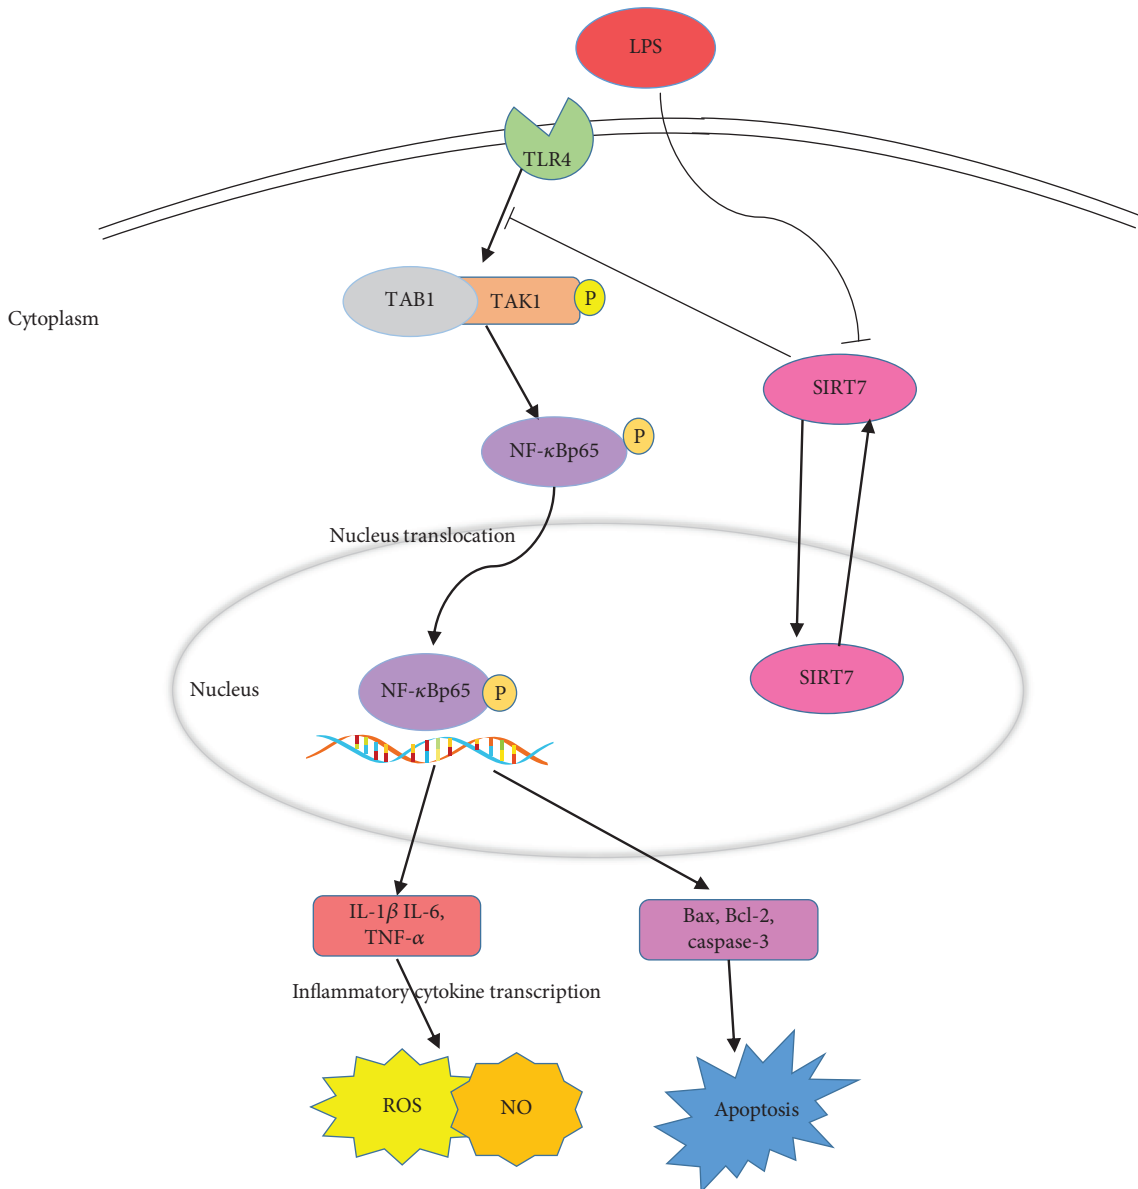 LPS
TLR4
TAB1
TAK1
P
Cytoplasm
SIRT7
NF-κBp65
P
Nucleus translocation
Nucleus
NF-κBp65
P
SIRT7
IL-1β IL-6,
TNF-α
Bax, Bcl-2,
caspase-3
Inflammatory cytokine transcription
ROS
NO
Apoptosis